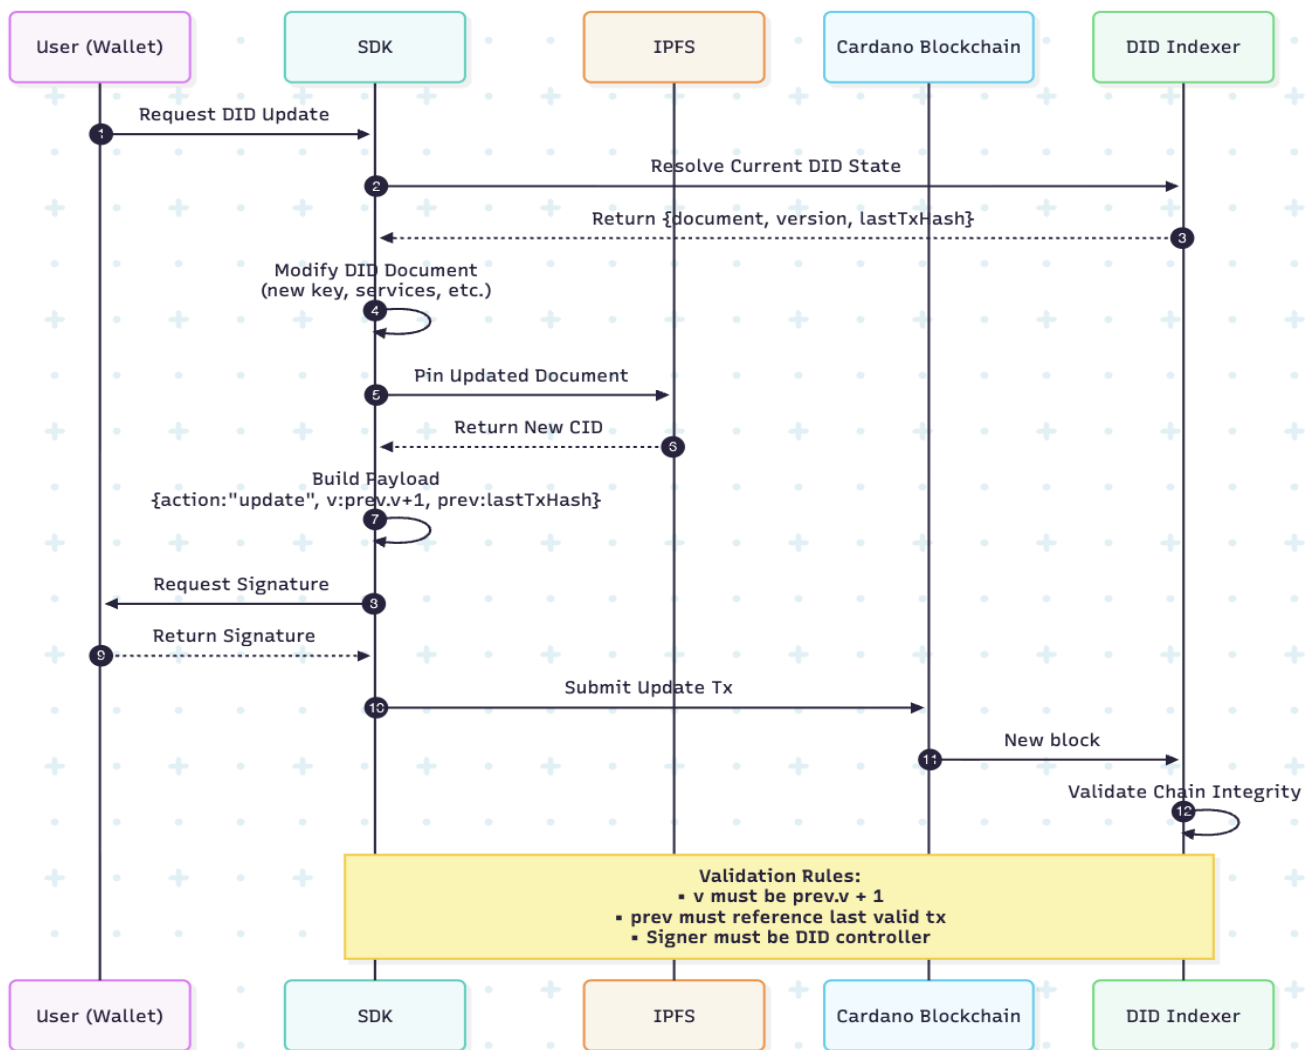 User (Wallet)
SDK
IPFS
Cardano Blockchain
DID Indexer
Request DID Update
1
Resolve Current DID State
2
Return {document, version, lastTxHash}
3
Modify DID Document
(new key, services, etc.)
4
Pin Updated Document
5
Return New CID
6
Build Payload
{action:"update", v:prev.v+1, prev:lastTxHash}
7
Request Signature
8
Return Signature
9
Submit Update Tx
10
New block
11
Validate Chain Integrity
12
Validation Rules:
▪ v must be prev.v + 1
▪ prev must reference last valid tx
▪ Signer must be DID controller
User (Wallet)
SDK
IPFS
Cardano Blockchain
DID Indexer